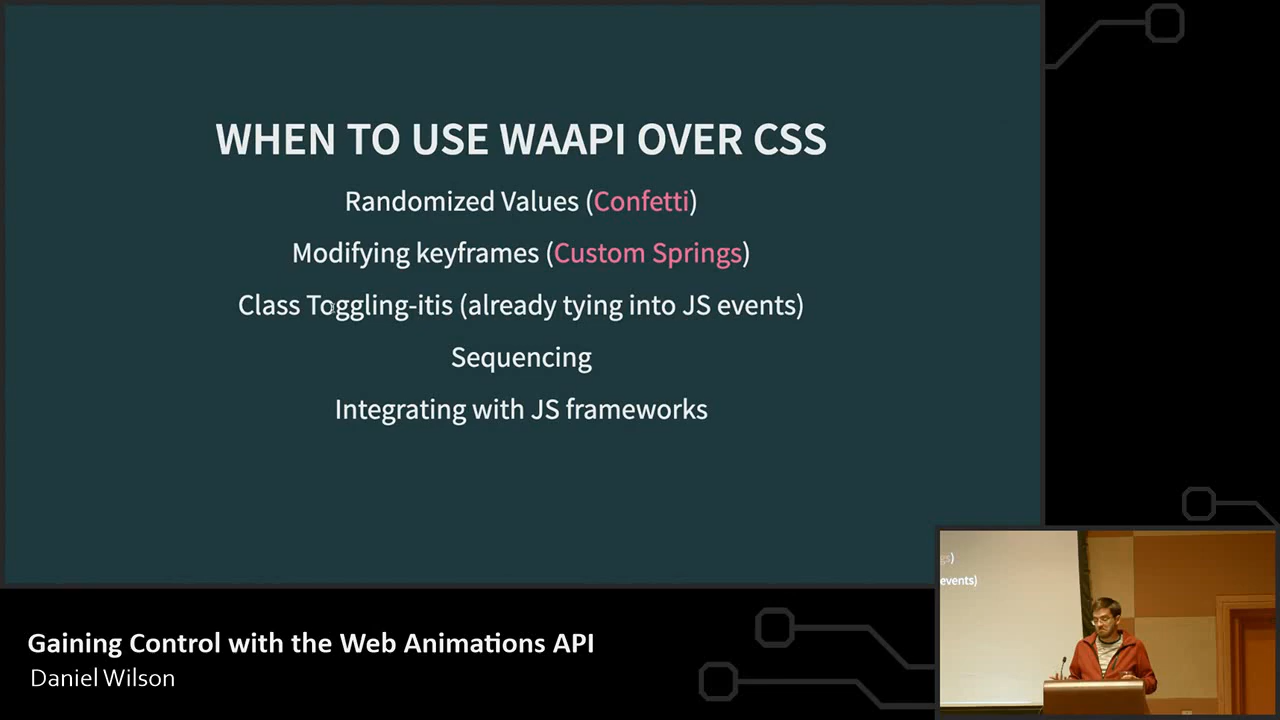 WHEN TO USE WAAPI OVER CSS
Randomized Values (Confetti)
Modifying keyframes (Custom Springs)
Class Toggling-itis (already tying into JS events)
Sequencing
Integrating with JS frameworks
gs)
events)
Gaining Control with the Web Animations API
Daniel Wilson